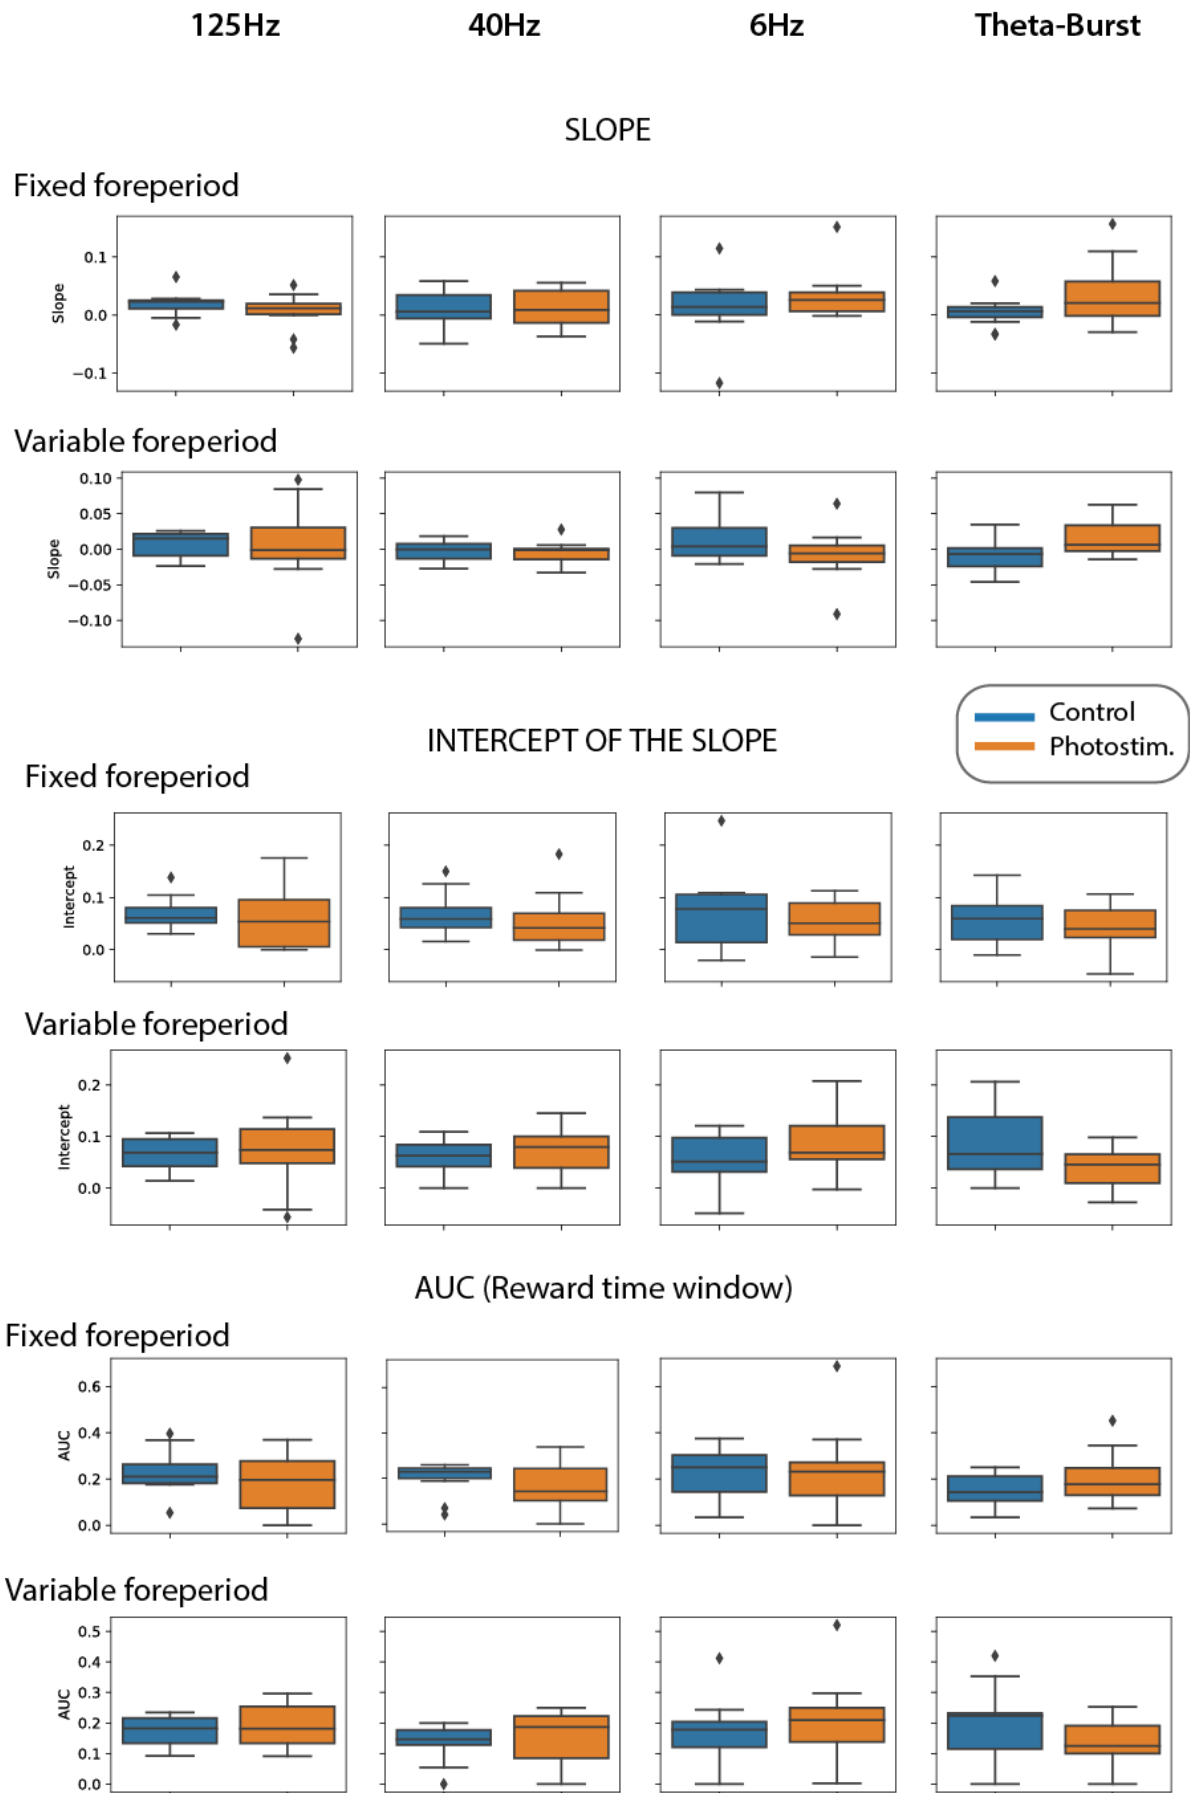 125Hz 40Hz 6Hz Theta-Burst
SLOPE
Fixed foreperiod
Slope
0.1
0.0
−0.1
Variable foreperiod
Slope
0.10
0.05
0.00
−0.05
−0.10
Control
Photostim.
INTERCEPT OF THE SLOPE
Fixed foreperiod
Intercept
0.2
0.1
0.0
Variable foreperiod
Intercept
0.2
0.1
0.0
AUC (Reward time window)
Fixed foreperiod
AUC
0.6
0.4
0.2
0.0
Variable foreperiod
AUC
0.5
0.4
0.3
0.2
0.1
0.0